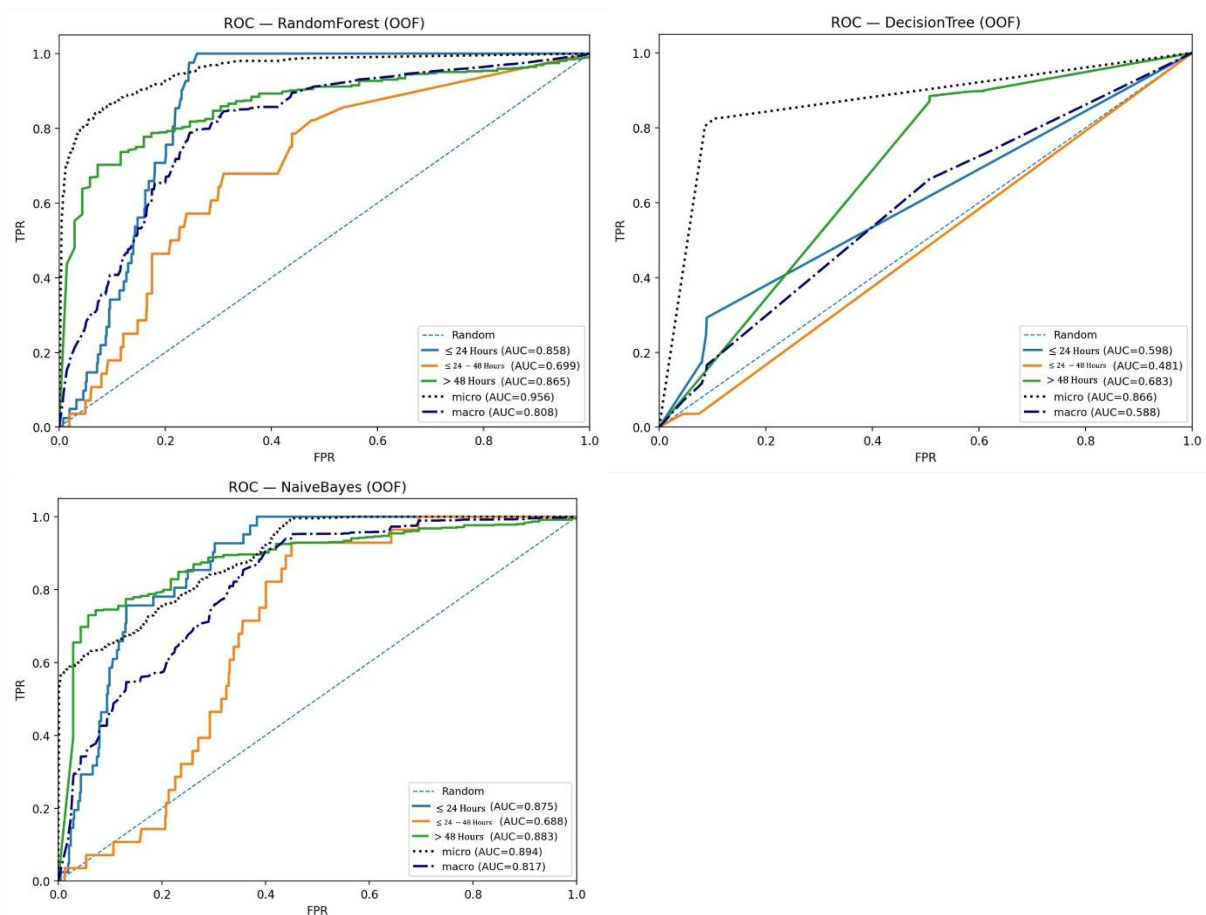 ROC — RandomForest (OOF)
1.0
0.8
0.6
0.4
0.2
0.0
TPR
0.0 0.2 0.4 0.6 0.8 1.0
FPR
Random
≤ 24 Hours (AUC=0.858)
≤ 24 – 48 Hours (AUC=0.699)
> 48 Hours (AUC=0.865)
micro (AUC=0.956)
macro (AUC=0.808)
ROC — DecisionTree (OOF)
1.0
0.8
0.6
0.4
0.2
0.0
TPR
0.0 0.2 0.4 0.6 0.8 1.0
FPR
Random
≤ 24 Hours (AUC=0.598)
≤ 24 – 48 Hours (AUC=0.481)
> 48 Hours (AUC=0.683)
micro (AUC=0.866)
macro (AUC=0.588)
ROC — NaiveBayes (OOF)
1.0
0.8
0.6
0.4
0.2
0.0
TPR
0.0 0.2 0.4 0.6 0.8 1.0
FPR
Random
≤ 24 Hours (AUC=0.875)
≤ 24 – 48 Hours (AUC=0.688)
> 48 Hours (AUC=0.883)
micro (AUC=0.894)
macro (AUC=0.817)